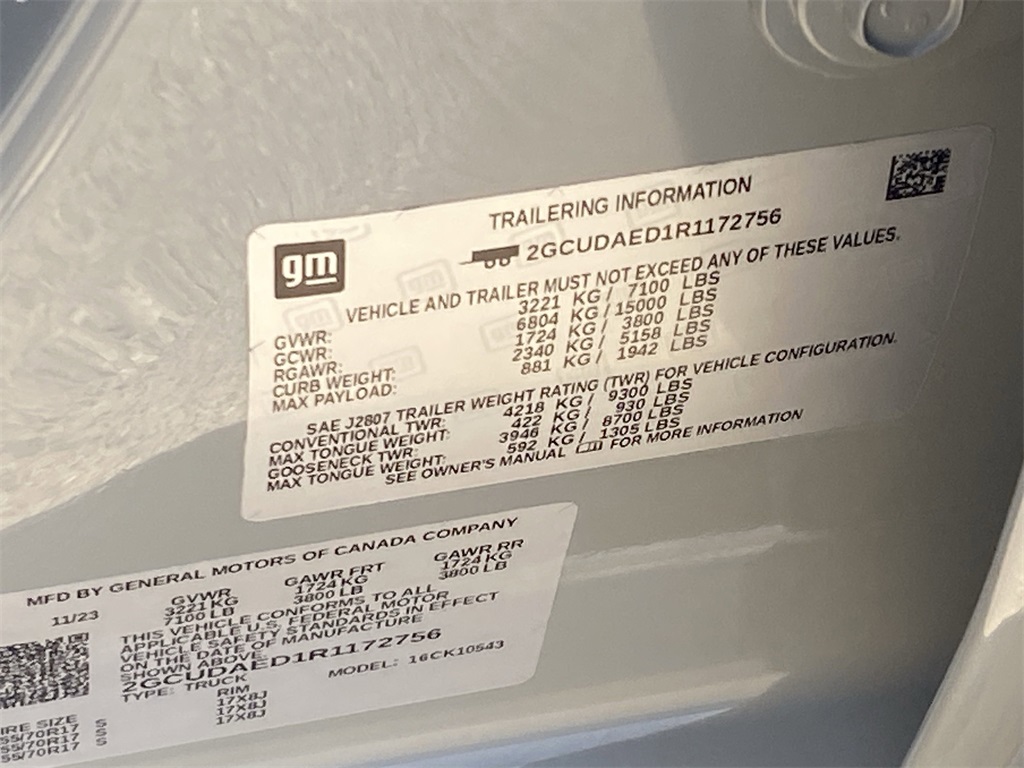 TRAILERING INFORMATION
gm
2GCUDAED1R1172756
VEHICLE AND TRAILER MUST NOT EXCEED ANY OF THESE VALUES.
GVWR: 3221 KG / 7100 LBS
GCWR: 6804 KG / 15000 LBS
RGAWR: 1724 KG / 3800 LBS
CURB WEIGHT: 2340 KG / 5158 LBS
MAX PAYLOAD: 881 KG / 1942 LBS
SAE J2807 TRAILER WEIGHT RATING (TWR) FOR VEHICLE CONFIGURATION.
CONVENTIONAL TWR: 4218 KG / 9300 LBS
MAX TONGUE WEIGHT: 422 KG / 930 LBS
GOOSENECK TWR: 3946 KG / 8700 LBS
MAX TONGUE WEIGHT: 592 KG / 1305 LBS
SEE OWNER'S MANUAL FOR MORE INFORMATION
MFD BY GENERAL MOTORS OF CANADA COMPANY
11/23 GVWR GAWR FRT GAWR RR
3221 KG 1724 KG 1724 KG
7100 LB 3800 LB 3800 LB
THIS VEHICLE CONFORMS TO ALL
APPLICABLE U.S. FEDERAL MOTOR
VEHICLE SAFETY STANDARDS IN EFFECT
ON THE DATE OF MANUFACTURE
SHOWN ABOVE.
2GCUDAED1R1172756
TYPE: TRUCK MODEL: 16CK10543
IRE SIZE RIM
55/70R17 S 17X8J
55/70R17 S 17X8J
55/70R17 S 17X8J